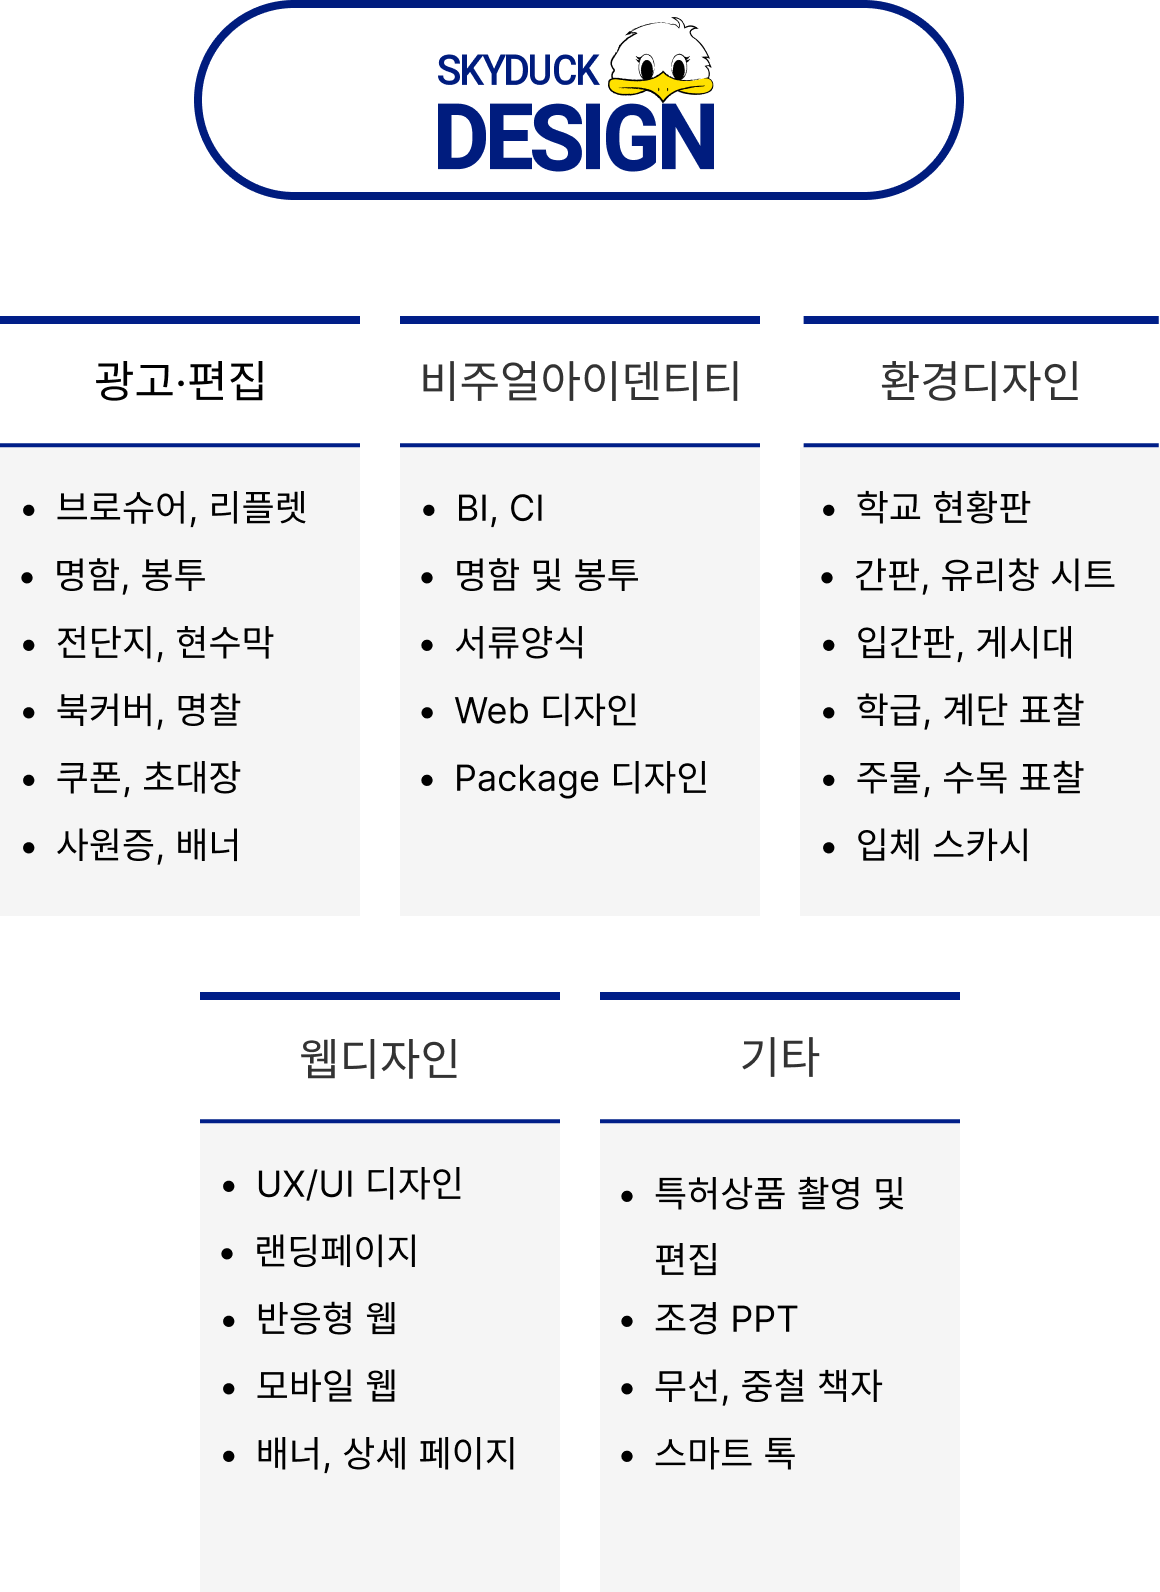 SKYDUCK
DESIGN
광고·편집
• 브로슈어, 리플렛
• 명함, 봉투
• 전단지, 현수막
• 북커버, 명찰
• 쿠폰, 초대장
• 사원증, 배너
비주얼아이덴티티
• BI, CI
• 명함 및 봉투
• 서류양식
• Web 디자인
• Package 디자인
환경디자인
• 학교 현황판
• 간판, 유리창 시트
• 입간판, 게시대
• 학급, 계단 표찰
• 주물, 수목 표찰
• 입체 스카시
웹디자인
• UX/UI 디자인
• 랜딩페이지
• 반응형 웹
• 모바일 웹
• 배너, 상세 페이지
기타
• 특허상품 촬영 및
편집
• 조경 PPT
• 무선, 중철 책자
• 스마트 톡